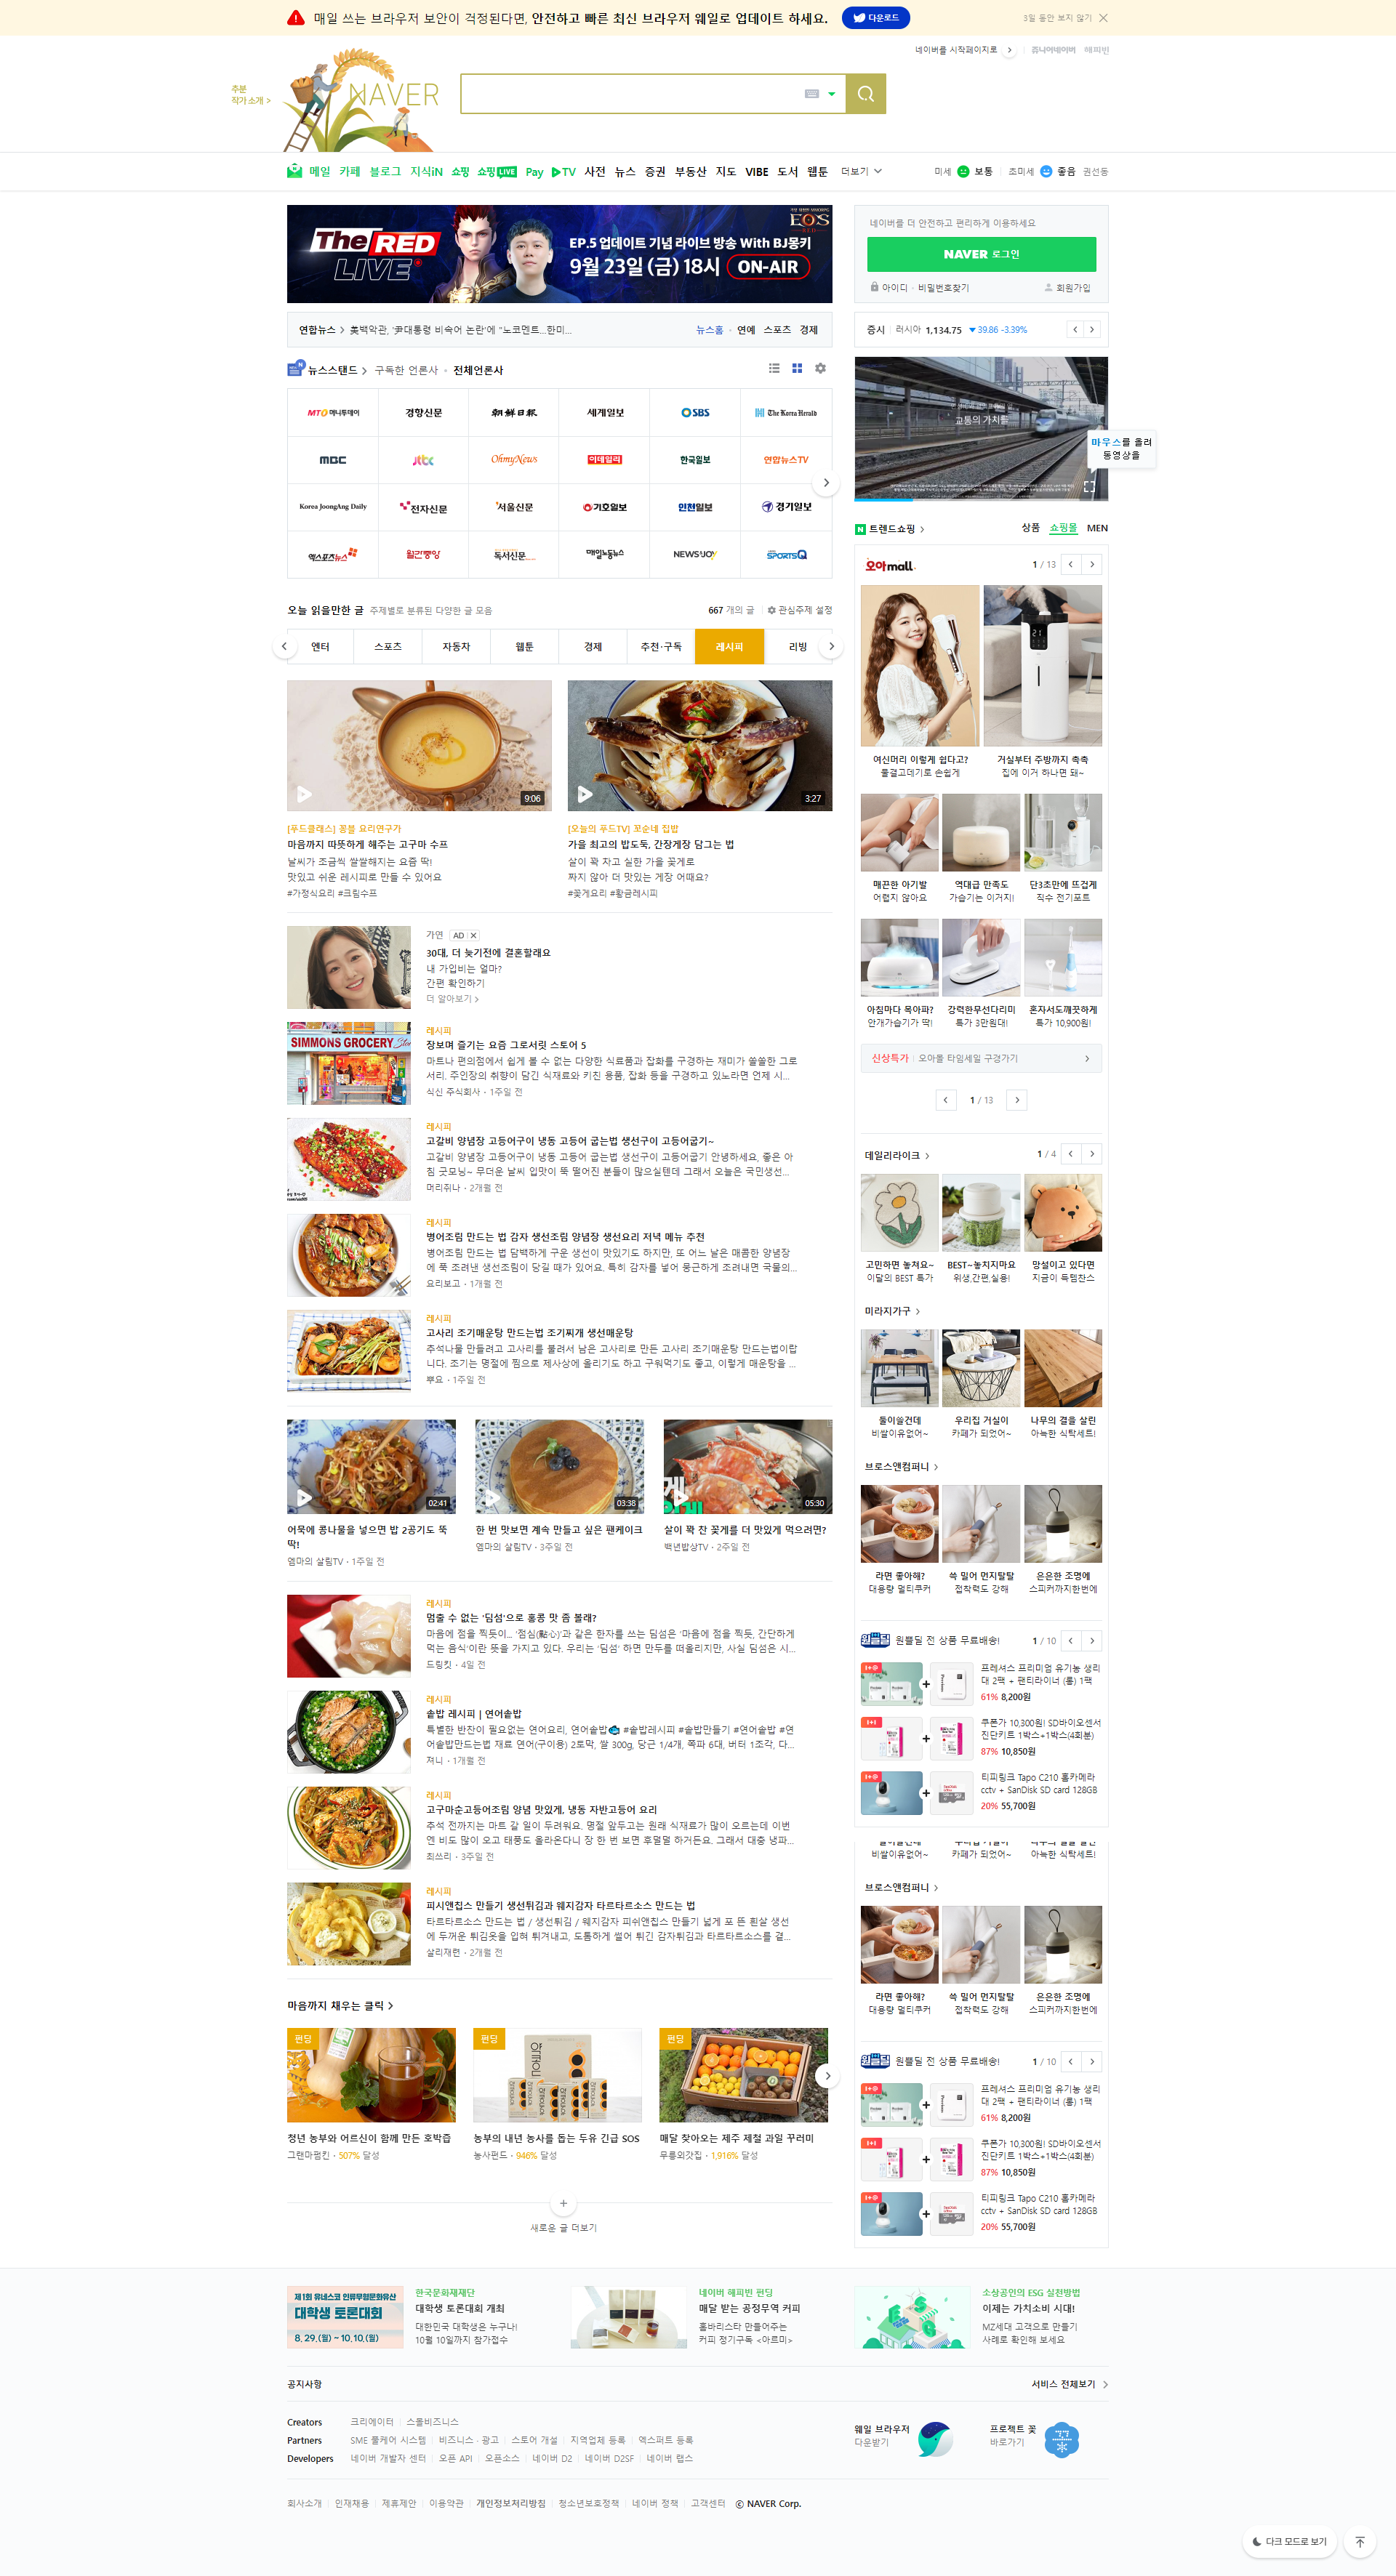 매일 쓰는 브라우저 보안이 걱정된다면, 안전하고 빠른 최신 브라우저 웨일로 업데이트 하세요. 다운로드 3일 동안 보지 않기
네이버를 시작페이지로 쥬니어네이버 해피빈
추분
작가 소개 >
NAVER
메일 카페 블로그 지식iN 쇼핑 쇼핑LIVE Pay TV 사전 뉴스 증권 부동산 지도 VIBE 도서 웹툰 더보기
미세 보통 초미세 좋음 권선동
The RED LIVE
EOS RED
EP.5 업데이트 기념 라이브 방송 With BJ뭉키
9월 23일 (금) 18시 ON-AIR
네이버를 더 안전하고 편리하게 이용하세요
NAVER 로그인
아이디 · 비밀번호찾기 회원가입
연합뉴스 > 美백악관, '尹대통령 비속어 논란'에 "노코멘트…한미... 뉴스홈 · 연예 스포츠 경제
증시 러시아 1,134.75 39.86 -3.39%
뉴스스탠드 > 구독한 언론사 · 전체언론사
MTO 머니투데이 경향신문 朝鮮日報 세계일보 SBS The Korea Herald
MBC jtbc OhmyNews 이데일리 한국일보 연합뉴스TV
Korea JoongAng Daily 전자신문 서울신문 기호일보 인천일보 경기일보
엑스포츠뉴스 월간중앙 독서신문 매일노동뉴스 NEWSJOY SPORTSQ
교통의 가치를
마우스를 올려
동영상을
트렌드쇼핑 > 상품 쇼핑몰 MEN
오아mall. 1 / 13
여신머리 이렇게 쉽다고?
물결고데기로 손쉽게
거실부터 주방까지 촉촉
집에 이거 하나면 돼~
매끈한 아기발
어렵지 않아요
역대급 만족도
가습기는 이거지!
단3초만에 뜨겁게
직수 전기포트
아침마다 목아파?
안개가습기가 딱!
강력한무선다리미
특가 3만원대!
혼자서도깨끗하게
특가 10,900원!
신상특가 오아몰 타임세일 구경가기
1 / 13
오늘 읽을만한 글 주제별로 분류된 다양한 글 모음 667 개의 글 관심주제 설정
엔터 스포츠 자동차 웹툰 경제 추천·구독 레시피 리빙
9:06
3:27
[푸드클래스] 꽁블 요리연구가
마음까지 따뜻하게 해주는 고구마 수프
날씨가 조금씩 쌀쌀해지는 요즘 딱!
맛있고 쉬운 레시피로 만들 수 있어요
#가정식요리 #크림수프
[오늘의 푸드TV] 꼬순네 집밥
가을 최고의 밥도둑, 간장게장 담그는 법
살이 꽉 차고 실한 가을 꽃게로
짜지 않아 더 맛있는 게장 어때요?
#꽃게요리 #황금레시피
가연 AD
30대, 더 늦기전에 결혼할래요
내 가입비는 얼마?
간편 확인하기
더 알아보기 >
SIMMONS GROCERY Store
레시피
장보며 즐기는 요즘 그로서릿 스토어 5
마트나 편의점에서 쉽게 볼 수 없는 다양한 식료품과 잡화를 구경하는 재미가 쏠쏠한 그로
서리. 주인장의 취향이 담긴 식재료와 키친 용품, 잡화 등을 구경하고 있노라면 언제 시...
식신 주식회사 · 1주일 전
레시피
고갈비 양념장 고등어구이 냉동 고등어 굽는법 생선구이 고등어굽기~
고갈비 양념장 고등어구이 냉동 고등어 굽는법 생선구이 고등어굽기 안녕하세요, 좋은 아
침 굿모닝~ 무더운 날씨 입맛이 뚝 떨어진 분들이 많으실텐데 그래서 오늘은 국민생선...
머리쥐나 · 2개월 전
레시피
병어조림 만드는 법 감자 생선조림 양념장 생선요리 저녁 메뉴 추천
병어조림 만드는 법 담백하게 구운 생선이 맛있기도 하지만, 또 어느 날은 매콤한 양념장
에 푹 조려낸 생선조림이 당길 때가 있어요. 특히 감자를 넣어 뭉근하게 조려내면 국물의...
요리보고 · 1개월 전
레시피
고사리 조기매운탕 만드는법 조기찌개 생선매운탕
추석나물 만들려고 고사리를 불려서 남은 고사리로 만든 고사리 조기매운탕 만드는법이랍
니다. 조기는 명절에 찜으로 제사상에 올리기도 하고 구워먹기도 좋고, 이렇게 매운탕을 ...
뿌요 · 1주일 전
데일리라이크 > 1 / 4
고민하면 놓쳐요~
이달의 BEST 특가
BEST~놓치지마요
위생,간편,실용!
망설이고 있다면
지금이 득템찬스
미라지가구 >
둘이쓸건데
비쌀이유없어~
우리집 거실이
카페가 되었어~
나무의 결을 살린
아늑한 식탁세트!
브로스앤컴퍼니 >
라면 좋아해?
대용량 멀티쿠커
쓱 밀어 먼지탈탈
접착력도 강해
은은한 조명에
스피커까지한번에
02:41
03:38
05:30
어묵에 콩나물을 넣으면 밥 2공기도 뚝
딱!
엄마의 살림TV · 1주일 전
한 번 맛보면 계속 만들고 싶은 팬케이크
엄마의 살림TV · 3주일 전
살이 꽉 찬 꽃게를 더 맛있게 먹으려면?
백년밥상TV · 2주일 전
레시피
멈출 수 없는 '딤섬'으로 홍콩 맛 좀 볼래?
마음에 점을 찍듯이... '점심(點心)'과 같은 한자를 쓰는 딤섬은 '마음에 점을 찍듯, 간단하게
먹는 음식'이란 뜻을 가지고 있다. 우리는 '딤섬' 하면 만두를 떠올리지만, 사실 딤섬은 시...
드링킷 · 4일 전
레시피
솥밥 레시피 | 연어솥밥
특별한 반찬이 필요없는 연어요리, 연어솥밥🐟 #솥밥레시피 #솥밥만들기 #연어솥밥 #연
어솥밥만드는법 재료 연어(구이용) 2토막, 쌀 300g, 당근 1/4개, 쪽파 6대, 버터 1조각, 다...
져니 · 1개월 전
레시피
고구마순고등어조림 양념 맛있게, 냉동 자반고등어 요리
추석 전까지는 마트 갈 일이 두려워요. 명절 앞두고는 원래 식재료가 많이 오르는데 이번
엔 비도 많이 오고 태풍도 올라온다니 장 한 번 보면 후덜덜 하거든요. 그래서 대충 냉파...
최쓰리 · 3주일 전
레시피
피시앤칩스 만들기 생선튀김과 웨지감자 타르타르소스 만드는 법
타르타르소스 만드는 법 / 생선튀김 / 웨지감자 피쉬앤칩스 만들기 넓게 포 뜬 흰살 생선
에 두꺼운 튀김옷을 입혀 튀겨내고, 도톰하게 썰어 튀긴 감자튀김과 타르타르소스를 곁...
살리재련 · 2개월 전
원쁠딜 원쁠딜 전 상품 무료배송! 1 / 10
프레셔스 프리미엄 유기농 생리
대 2팩 + 팬티라이너 (롱) 1팩
61% 8,200원
쿠폰가 10,300원! SD바이오센서
진단키트 1박스+1박스(4회분)
87% 10,850원
티피링크 Tapo C210 홈카메라
cctv + SanDisk SD card 128GB
20% 55,700원
비쌀이유없어~ 카페가 되었어~ 아늑한 식탁세트!
브로스앤컴퍼니 >
라면 좋아해?
대용량 멀티쿠커
쓱 밀어 먼지탈탈
접착력도 강해
은은한 조명에
스피커까지한번에
원쁠딜 원쁠딜 전 상품 무료배송! 1 / 10
프레셔스 프리미엄 유기농 생리
대 2팩 + 팬티라이너 (롱) 1팩
61% 8,200원
쿠폰가 10,300원! SD바이오센서
진단키트 1박스+1박스(4회분)
87% 10,850원
티피링크 Tapo C210 홈카메라
cctv + SanDisk SD card 128GB
20% 55,700원
마음까지 채우는 클릭 >
펀딩
펀딩
펀딩
청년 농부와 어르신이 함께 만든 호박즙
그랜마펌킨 · 507% 달성
농부의 내년 농사를 돕는 두유 긴급 SOS
농사펀드 · 946% 달성
매달 찾아오는 제주 제철 과일 꾸러미
무릉외갓집 · 1,916% 달성
새로운 글 더보기
제1회 유네스코 인류무형문화유산
대학생 토론대회
8. 29.(월) ~ 10. 10.(월)
한국문화재재단
대학생 토론대회 개최
대한민국 대학생은 누구나!
10월 10일까지 참가접수
네이버 해피빈 펀딩
매달 받는 공정무역 커피
홈바리스타 만들어주는
커피 정기구독 <아르미>
소상공인의 ESG 실천방법
이제는 가치소비 시대!
MZ세대 고객으로 만들기
사례로 확인해 보세요
공지사항 서비스 전체보기
Creators 크리에이터 스몰비즈니스
Partners SME 풀케어 시스템 비즈니스 · 광고 스토어 개설 지역업체 등록 엑스퍼트 등록
Developers 네이버 개발자 센터 오픈 API 오픈소스 네이버 D2 네이버 D2SF 네이버 랩스
웨일 브라우저
다운받기
프로젝트 꽃
바로가기
회사소개 인재채용 제휴제안 이용약관 개인정보처리방침 청소년보호정책 네이버 정책 고객센터 ⓒ NAVER Corp.
다크 모드로 보기